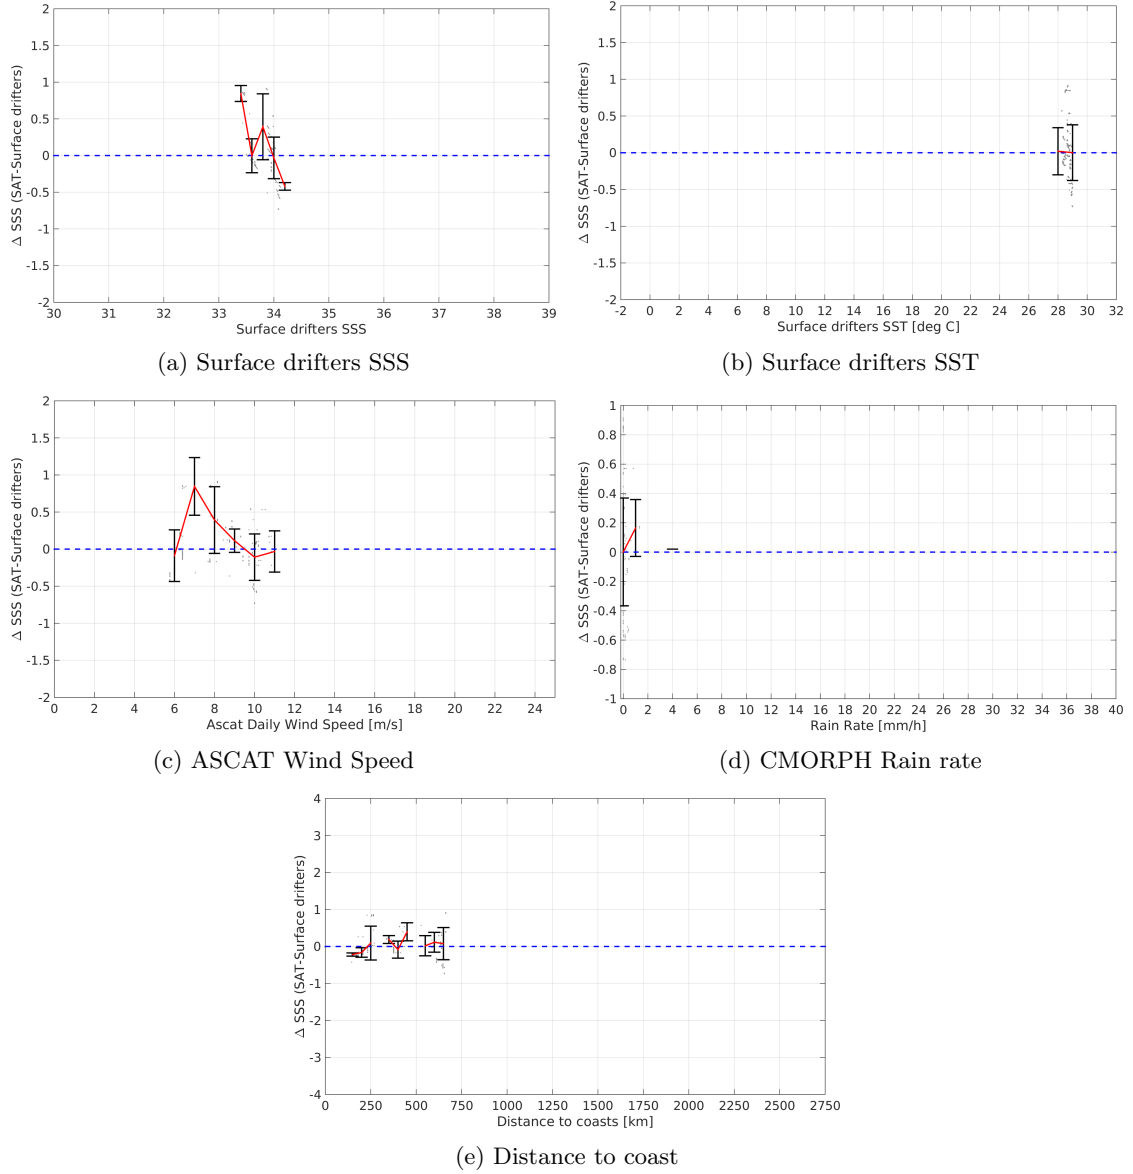 2
1.5
1
0.5
0
-0.5
-1
-1.5
-2
Δ SSS (SAT-Surface drifters)
30 31 32 33 34 35 36 37 38 39
Surface drifters SSS
(a) Surface drifters SSS
2
1.5
1
0.5
0
-0.5
-1
-1.5
-2
Δ SSS (SAT-Surface drifters)
-2 0 2 4 6 8 10 12 14 16 18 20 22 24 26 28 30 32
Surface drifters SST [deg C]
(b) Surface drifters SST
2
1.5
1
0.5
0
-0.5
-1
-1.5
-2
Δ SSS (SAT-Surface drifters)
0 2 4 6 8 10 12 14 16 18 20 22 24
Ascat Daily Wind Speed [m/s]
(c) ASCAT Wind Speed
1
0.8
0.6
0.4
0.2
0
-0.2
-0.4
-0.6
-0.8
-1
Δ SSS (SAT-Surface drifters)
0 2 4 6 8 10 12 14 16 18 20 22 24 26 28 30 32 34 36 38 40
Rain Rate [mm/h]
(d) CMORPH Rain rate
4
3
2
1
0
-1
-2
-3
-4
Δ SSS (SAT-Surface drifters)
0 250 500 750 1000 1250 1500 1750 2000 2250 2500 2750
Distance to coasts [km]
(e) Distance to coast